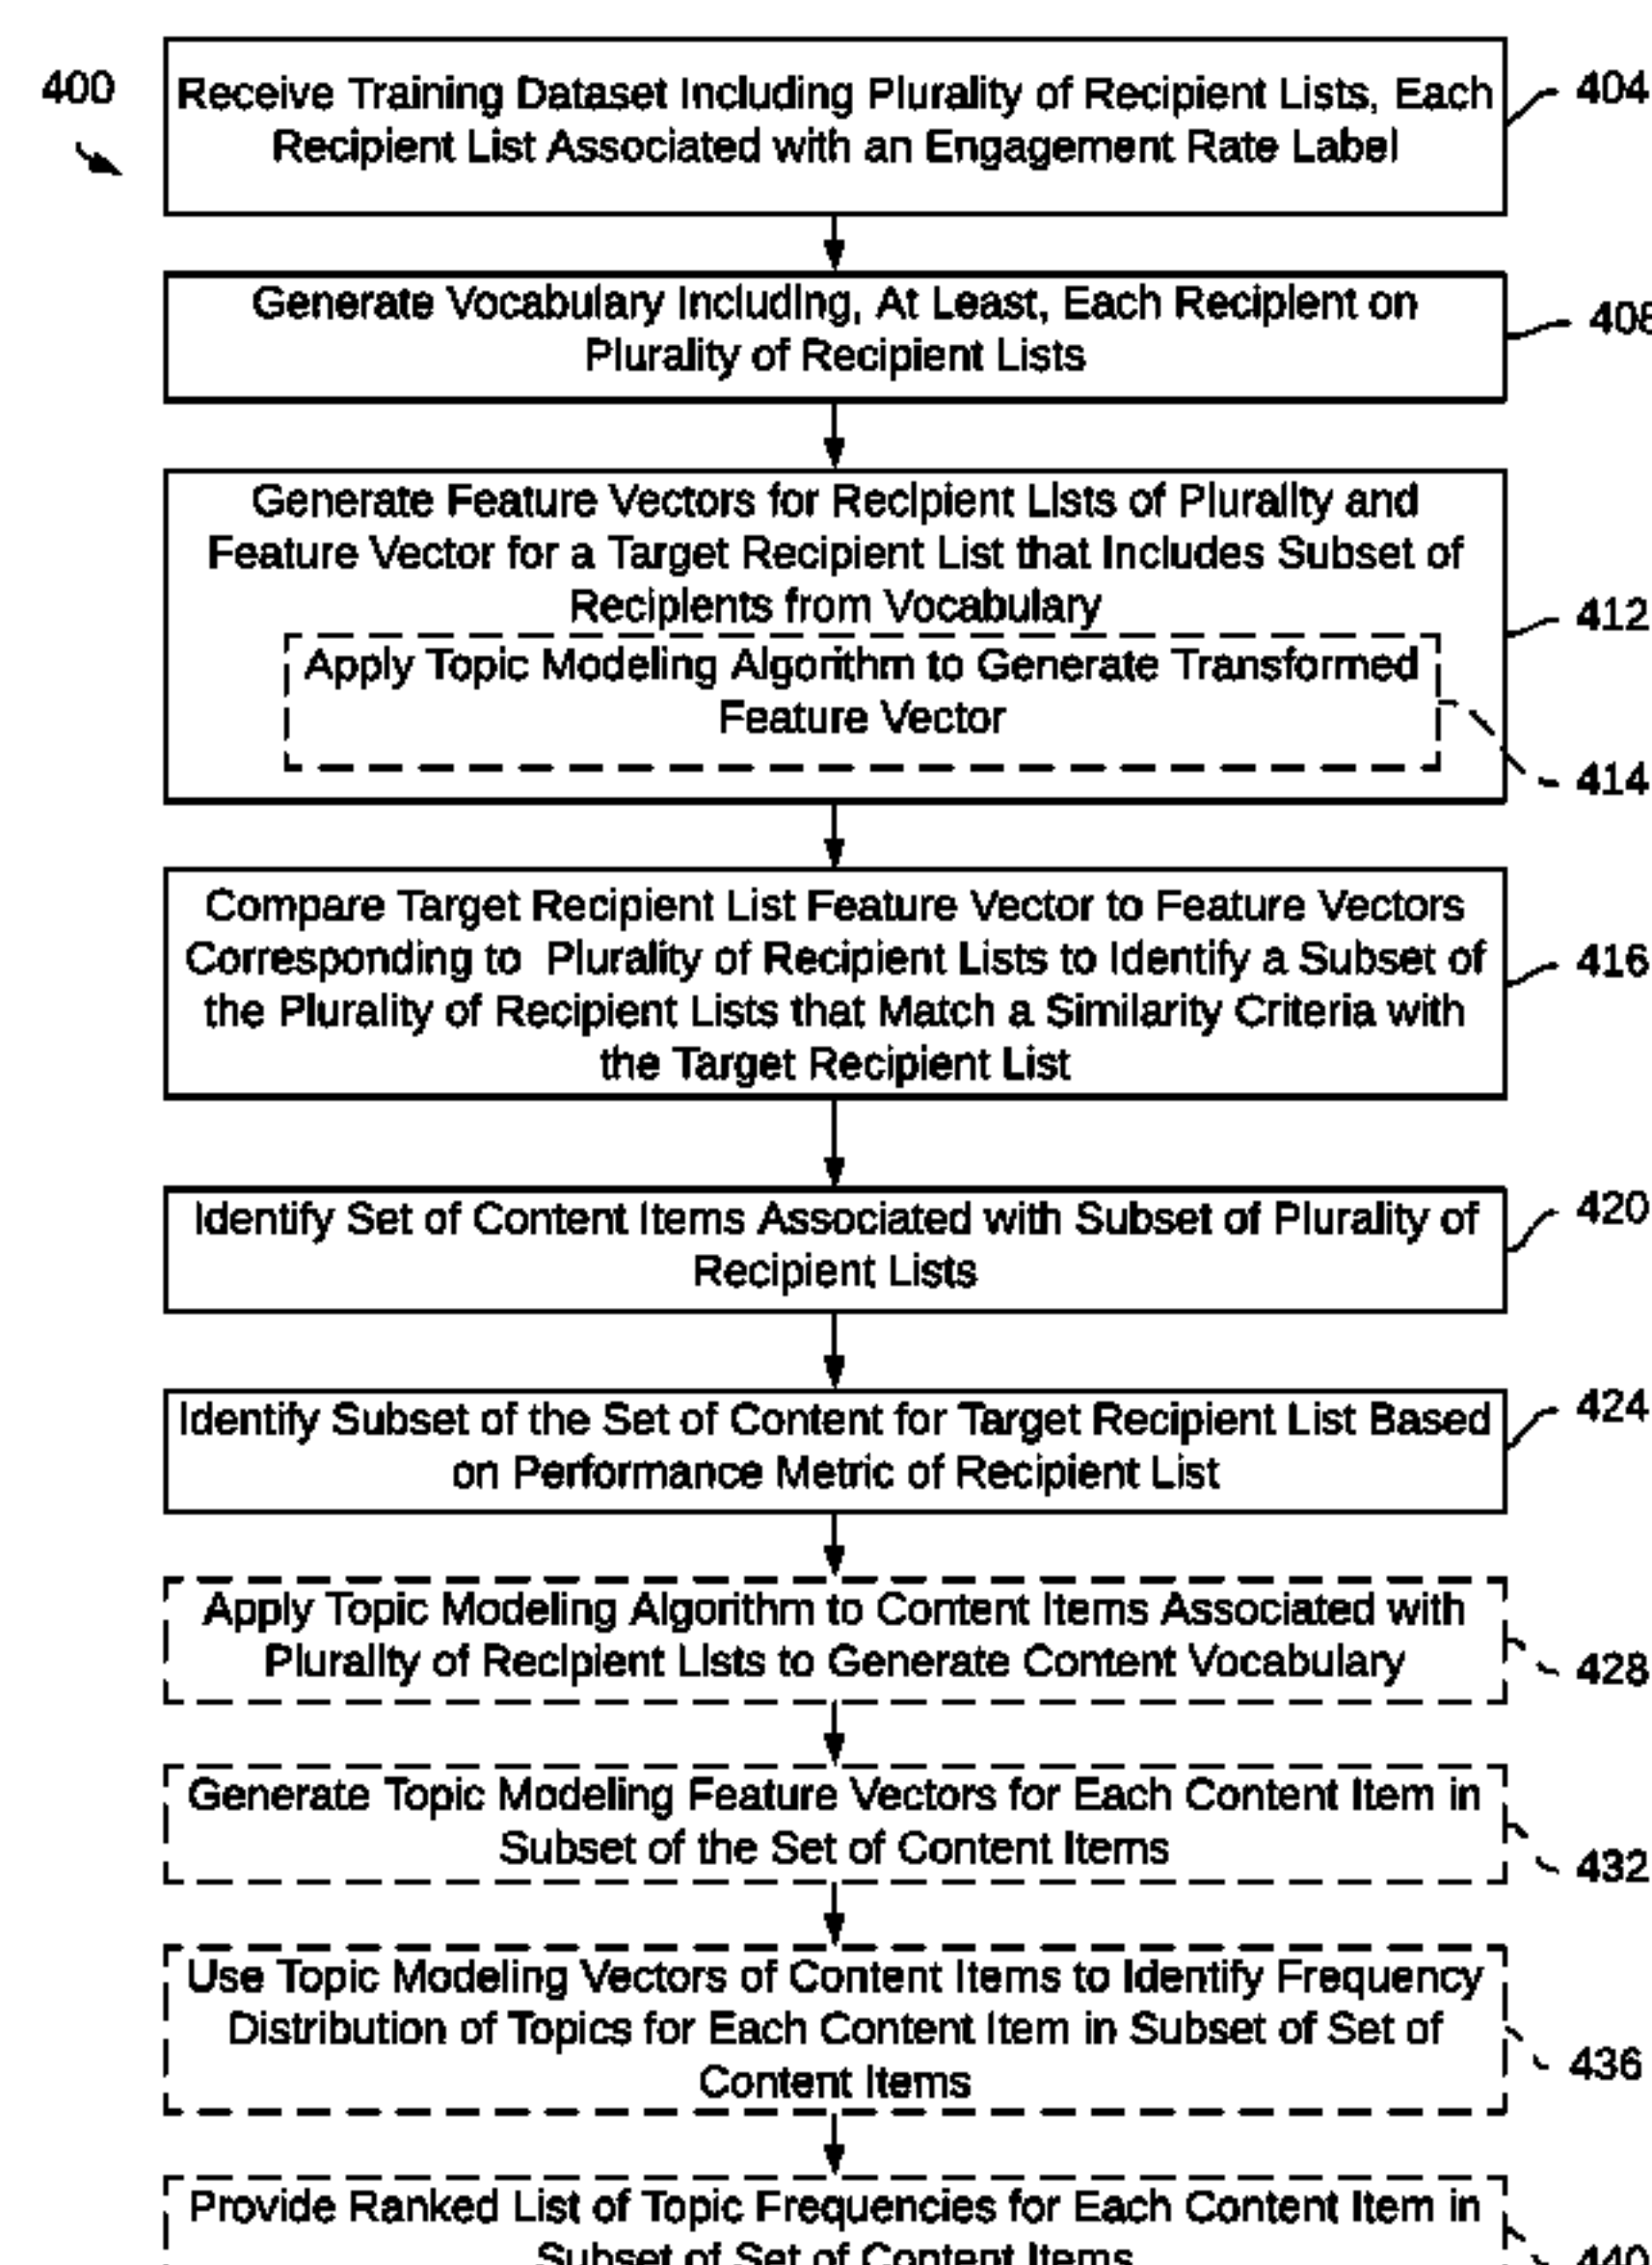 400
Receive Training Dataset Including Plurality of Recipient Lists, Each
Recipient List Associated with an Engagement Rate Label
404
Generate Vocabulary Including, At Least, Each Recipient on
Plurality of Recipient Lists
408
Generate Feature Vectors for Recipient Lists of Plurality and
Feature Vector for a Target Recipient List that Includes Subset of
Recipients from Vocabulary
412
Apply Topic Modeling Algorithm to Generate Transformed
Feature Vector
414
Compare Target Recipient List Feature Vector to Feature Vectors
Corresponding to Plurality of Recipient Lists to Identify a Subset of
the Plurality of Recipient Lists that Match a Similarity Criteria with
the Target Recipient List
416
Identify Set of Content Items Associated with Subset of Plurality of
Recipient Lists
420
Identify Subset of the Set of Content for Target Recipient List Based
on Performance Metric of Recipient List
424
Apply Topic Modeling Algorithm to Content Items Associated with
Plurality of Recipient Lists to Generate Content Vocabulary
428
Generate Topic Modeling Feature Vectors for Each Content Item in
Subset of the Set of Content Items
432
Use Topic Modeling Vectors of Content Items to Identify Frequency
Distribution of Topics for Each Content Item in Subset of Set of
Content Items
436
Provide Ranked List of Topic Frequencies for Each Content Item in
Subset of Set of Content Items
440